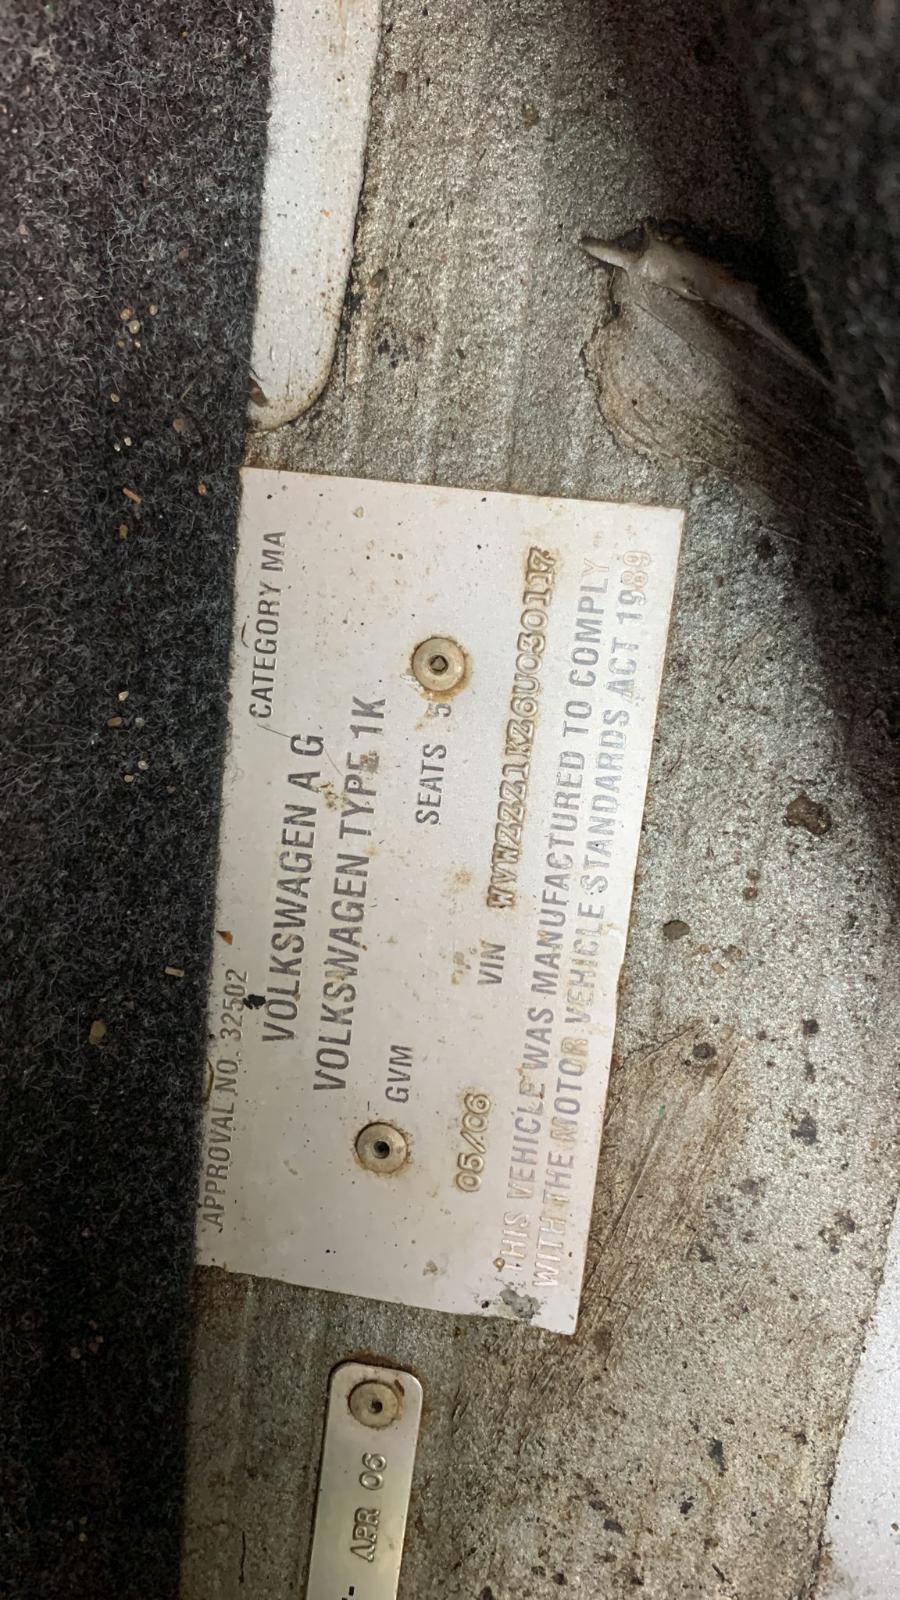 APPROVAL NO. 32502 CATEGORY MA
VOLKSWAGEN A G
VOLKSWAGEN TYPE 1K
GVM SEATS 5
05/06 VIN WVWZZZ1KZ6U030117
THIS VEHICLE WAS MANUFACTURED TO COMPLY
WITH THE MOTOR VEHICLE STANDARDS ACT 1989
- APR 06